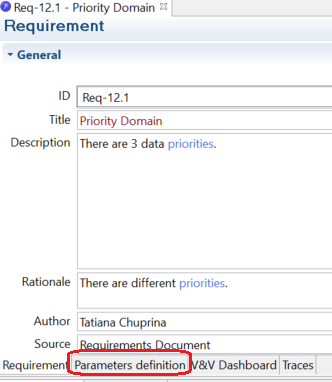 Req-12.1 - Priority Domain
Requirement
General
ID Req-12.1
Title Priority Domain
Description There are 3 data priorities.
Rationale There are different priorities.
Author Tatiana Chuprina
Source Requirements Document
Requirement Parameters definition V&V Dashboard Traces